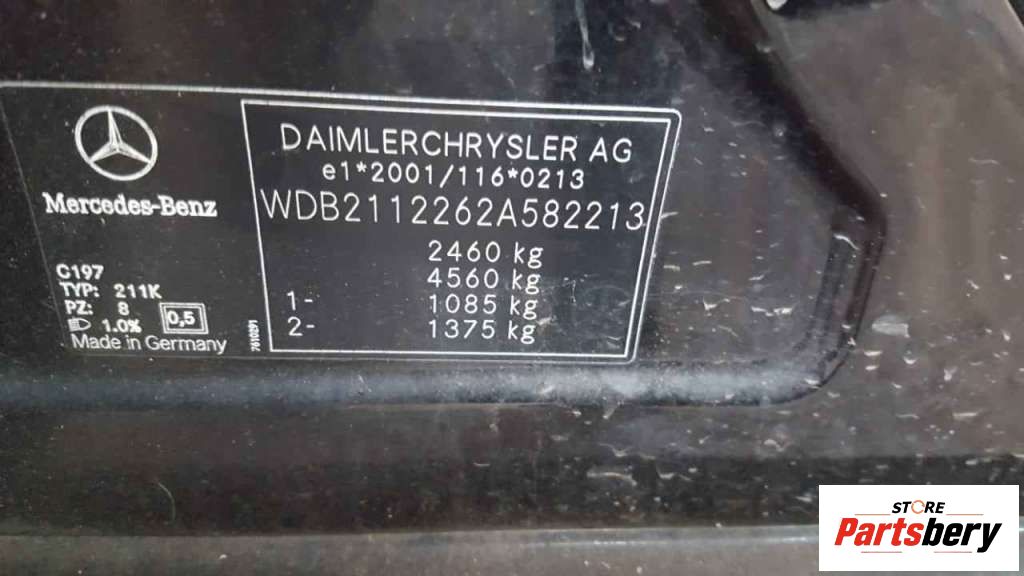 Mercedes-Benz
C197
TYP: 211K
PZ: 8
1.0%
0,5
Made in Germany
DAIMLERCHRYSLER AG
e1*2001/116*0213
WDB2112262A582213
2460 kg
4560 kg
1- 1085 kg
2- 1375 kg
STORE
Partsbery